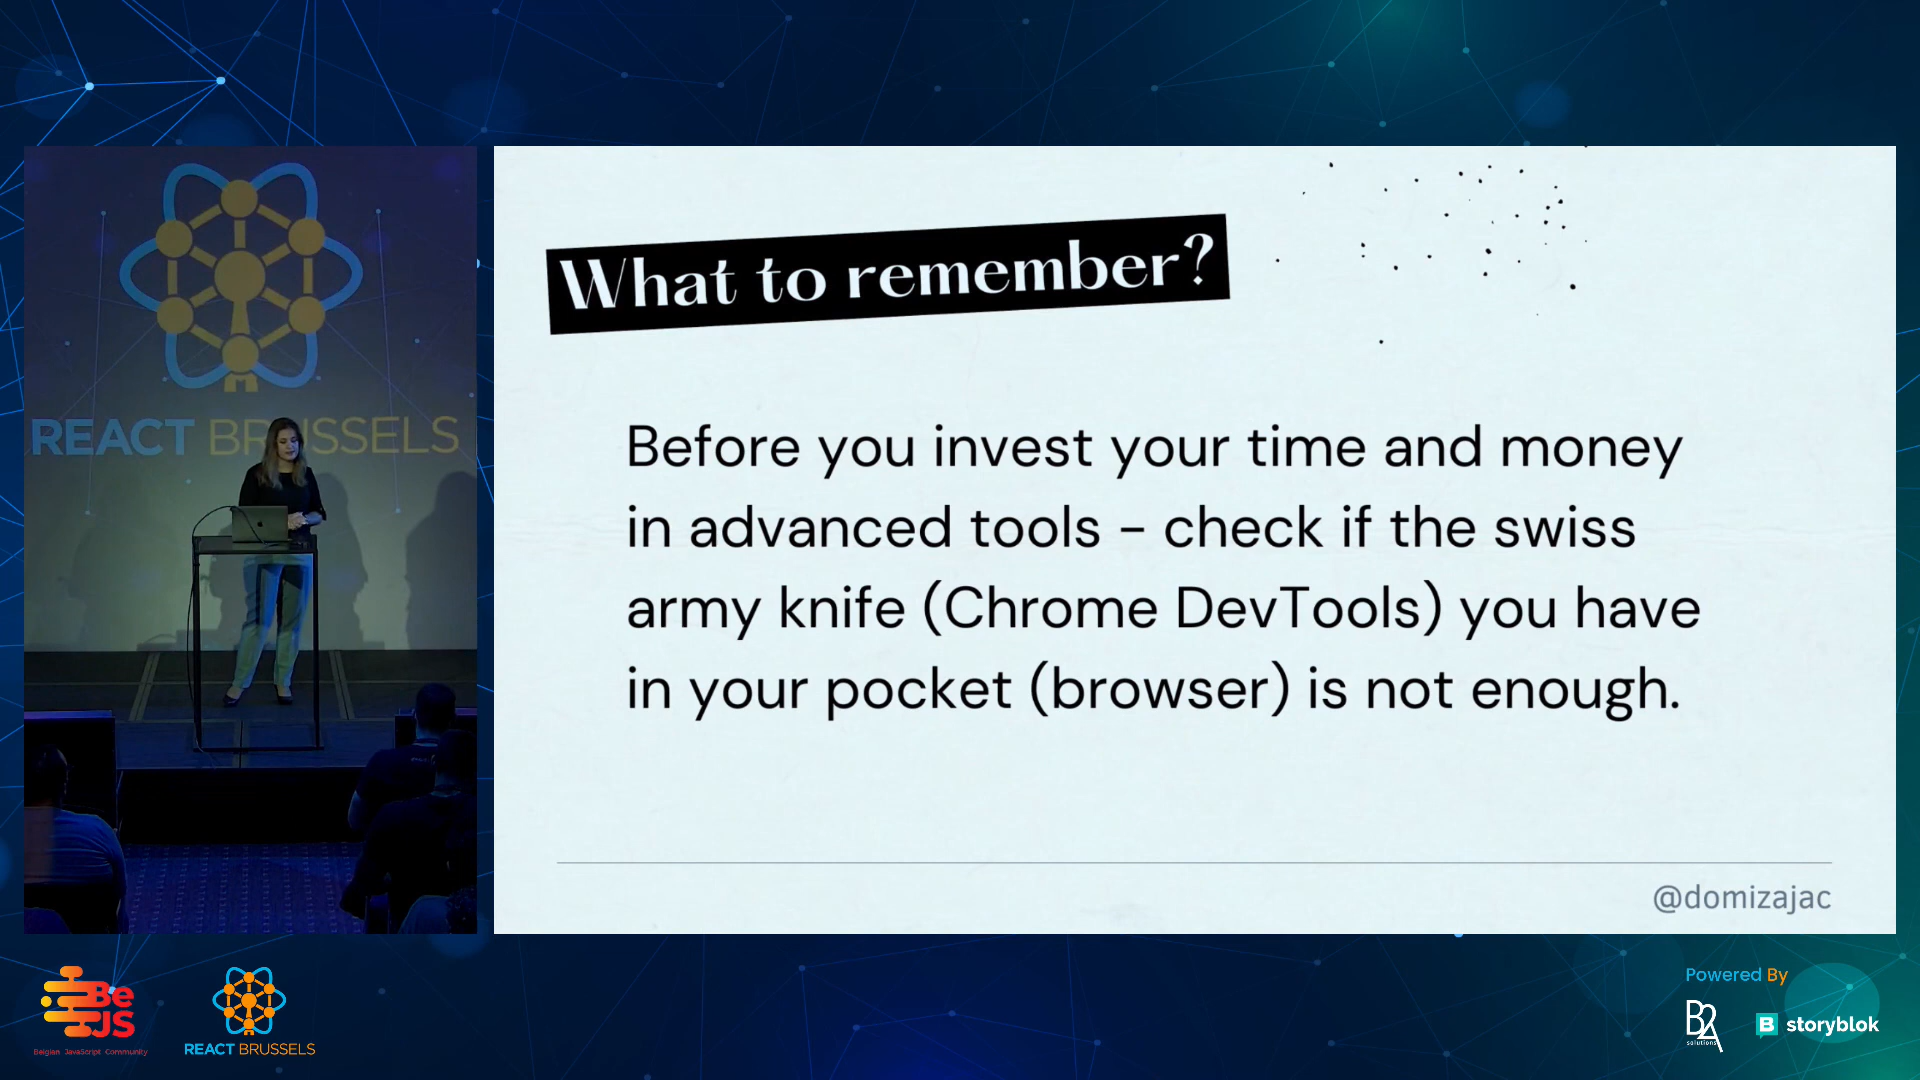 REACT BRUSSELS
What to remember?
Before you invest your time and money
in advanced tools - check if the swiss
army knife (Chrome DevTools) you have
in your pocket (browser) is not enough.
@domizajac
Be
JS
Belgian JavaScript Community
REACT BRUSSELS
Powered By
B2A
solutions
B storyblok